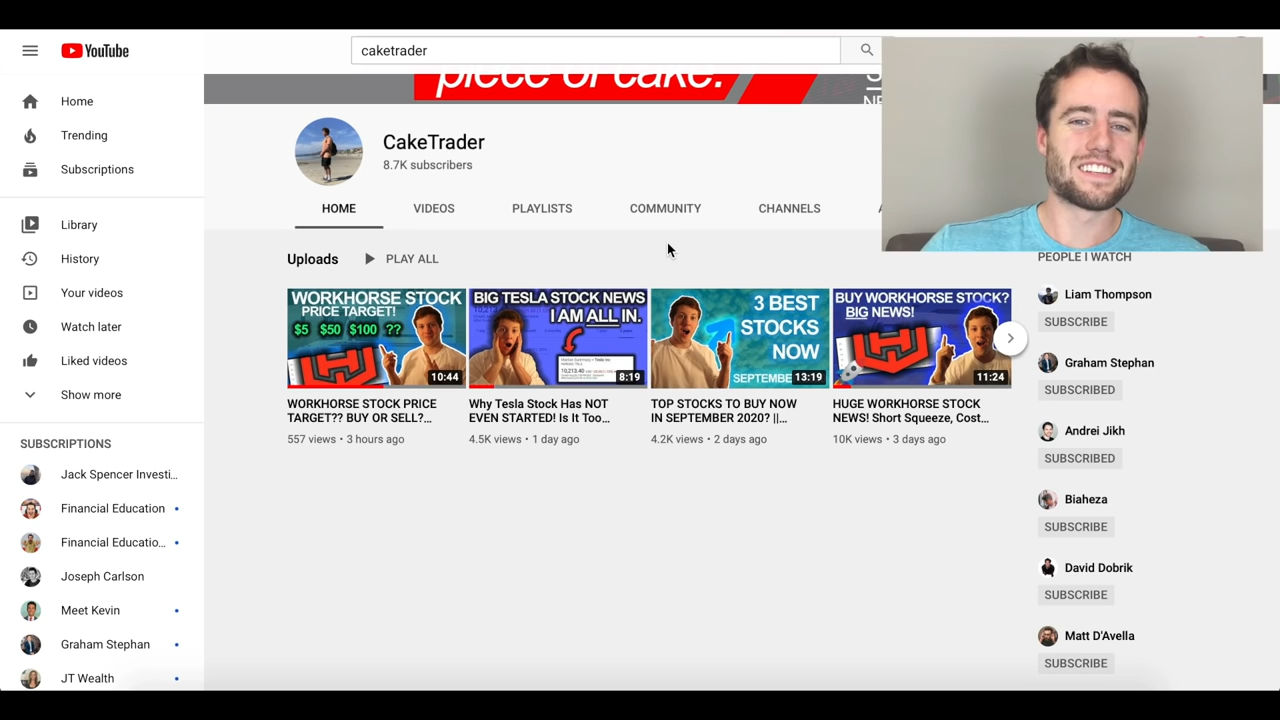 YouTube
caketrader
Home
Trending
Subscriptions
Library
History
Your videos
Watch later
Liked videos
Show more
SUBSCRIPTIONS
Jack Spencer Investi...
Financial Education
Financial Educatio...
Joseph Carlson
Meet Kevin
Graham Stephan
JT Wealth
piece of cake.
CakeTrader
8.7K subscribers
HOME VIDEOS PLAYLISTS COMMUNITY CHANNELS
Uploads PLAY ALL
WORKHORSE STOCK
PRICE TARGET!
$5 $50 $100 ??
10:44
WORKHORSE STOCK PRICE
TARGET?? BUY OR SELL?...
557 views • 3 hours ago
BIG TESLA STOCK NEWS
I AM ALL IN.
8:19
Why Tesla Stock Has NOT
EVEN STARTED! Is It Too...
4.5K views • 1 day ago
3 BEST
STOCKS
NOW
SEPTEMBE
13:19
TOP STOCKS TO BUY NOW
IN SEPTEMBER 2020? ||...
4.2K views • 2 days ago
BUY WORKHORSE STOCK?
BIG NEWS!
11:24
HUGE WORKHORSE STOCK
NEWS! Short Squeeze, Cost...
10K views • 3 days ago
PEOPLE I WATCH
Liam Thompson
SUBSCRIBE
Graham Stephan
SUBSCRIBED
Andrei Jikh
SUBSCRIBED
Biaheza
SUBSCRIBE
David Dobrik
SUBSCRIBE
Matt D'Avella
SUBSCRIBE